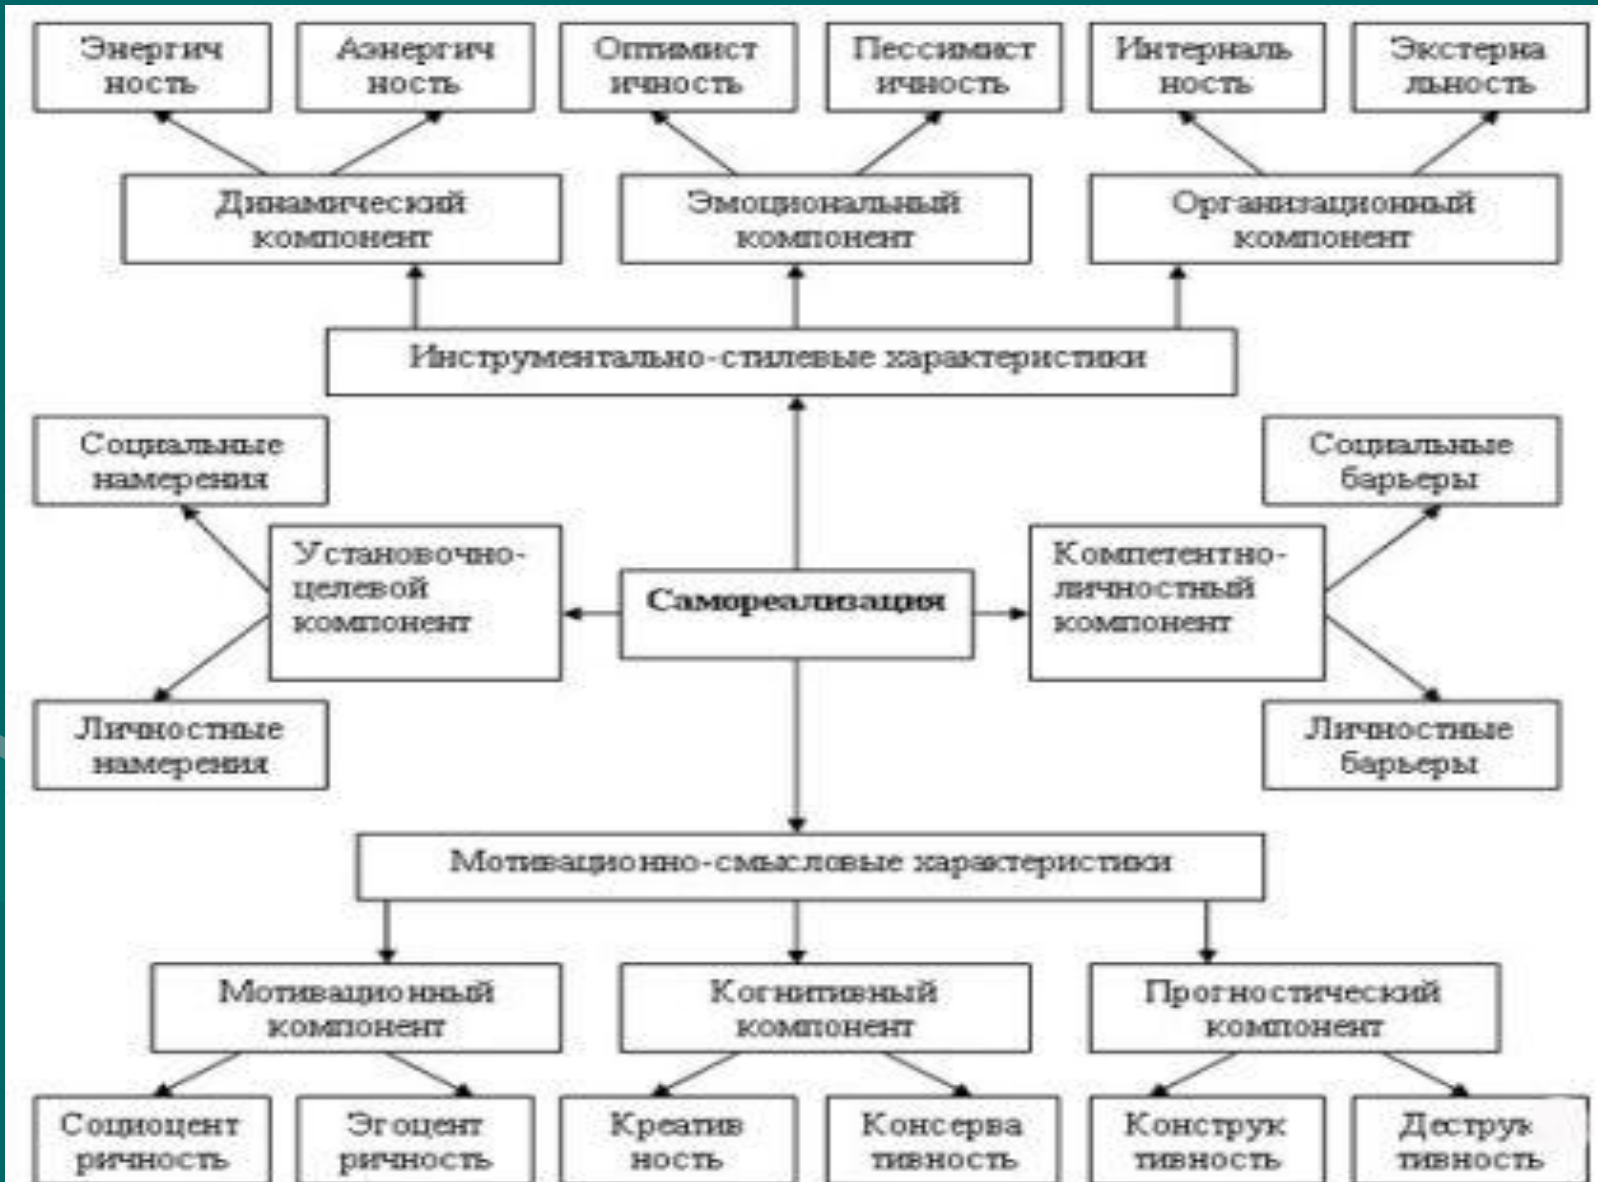 Энергич
ность
Аэнергич
ность
Оптимист
ичность
Пессимист
ичность
Интерналь
ность
Экстерна
льность
Динамический
компонент
Эмоциональный
компонент
Организационный
компонент
Инструментально-стилевые характеристики
Социальные
намерения
Социальные
барьеры
Установочно-
целевой
компонент
Самореализация
Компетентно-
личностный
компонент
Личностные
намерения
Личностные
барьеры
Мотивационно-смысловые характеристики
Мотивационный
компонент
Когнитивный
компонент
Прогностический
компонент
Социоцент
ричность
Эгоцент
ричность
Креатив
ность
Консерва
тивность
Конструк
тивность
Деструк
тивность